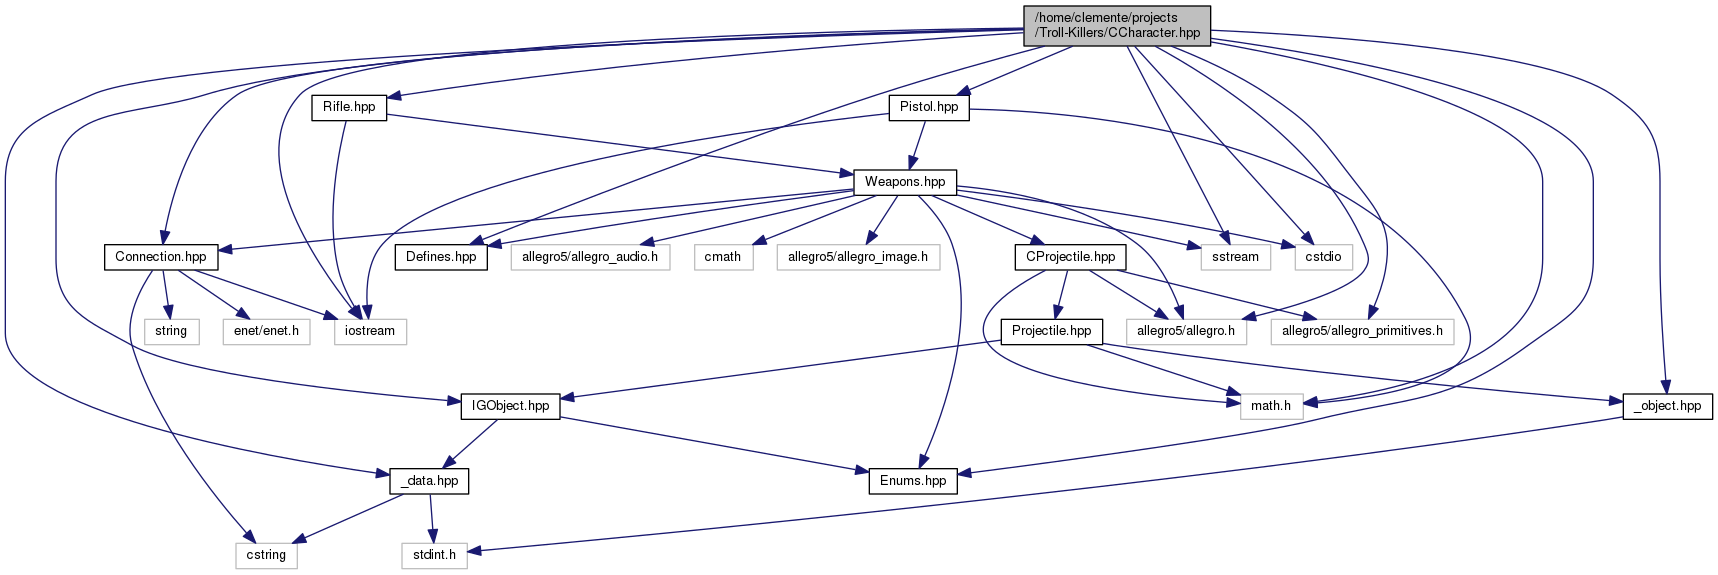 /home/clemente/projects
/Troll-Killers/CCharacter.hpp
Rifle.hpp
Pistol.hpp
Weapons.hpp
Connection.hpp
Defines.hpp
allegro5/allegro_audio.h
cmath
allegro5/allegro_image.h
CProjectile.hpp
sstream
cstdio
string
enet/enet.h
iostream
Projectile.hpp
allegro5/allegro.h
allegro5/allegro_primitives.h
IGObject.hpp
math.h
_object.hpp
_data.hpp
Enums.hpp
cstring
stdint.h